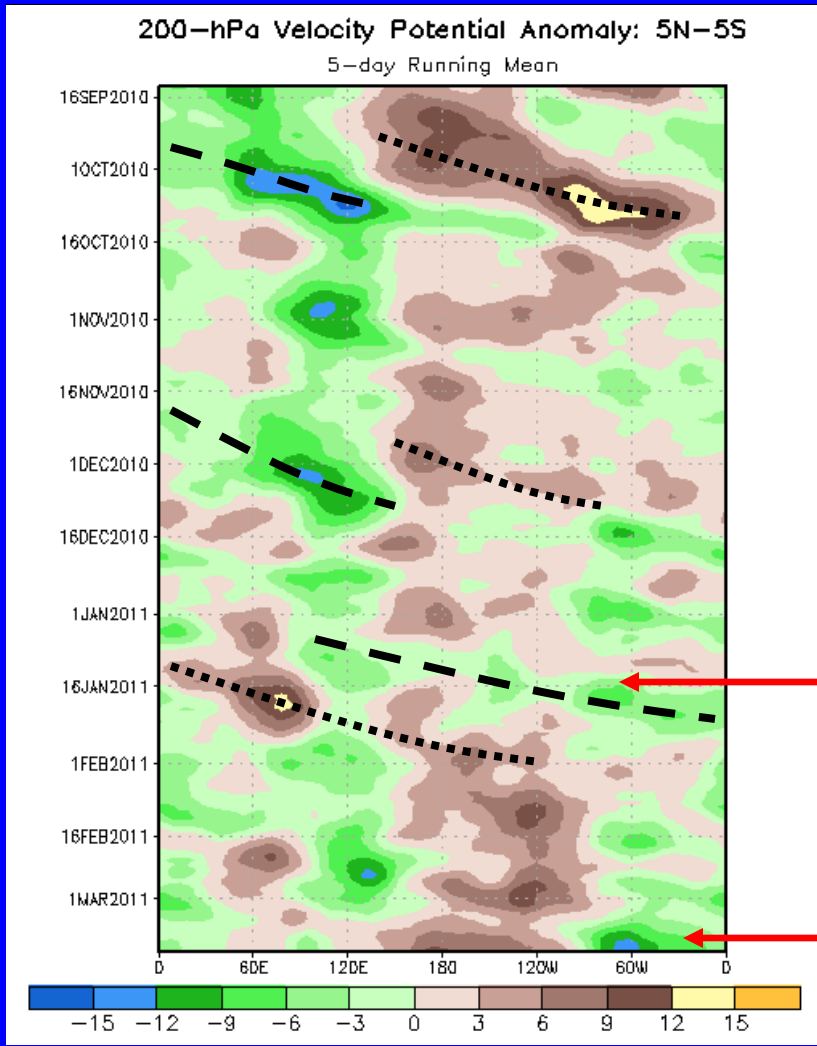 200-hPa Velocity Potential Anomaly: 5N-5S
5-day Running Mean
16SEP2010
1OCT2010
16OCT2010
1NOV2010
16NOV2010
1DEC2010
16DEC2010
1JAN2011
16JAN2011
1FEB2011
16FEB2011
1MAR2011
0 60E 120E 180 120W 60W 0
-15 -12 -9 -6 -3 0 3 6 9 12 15